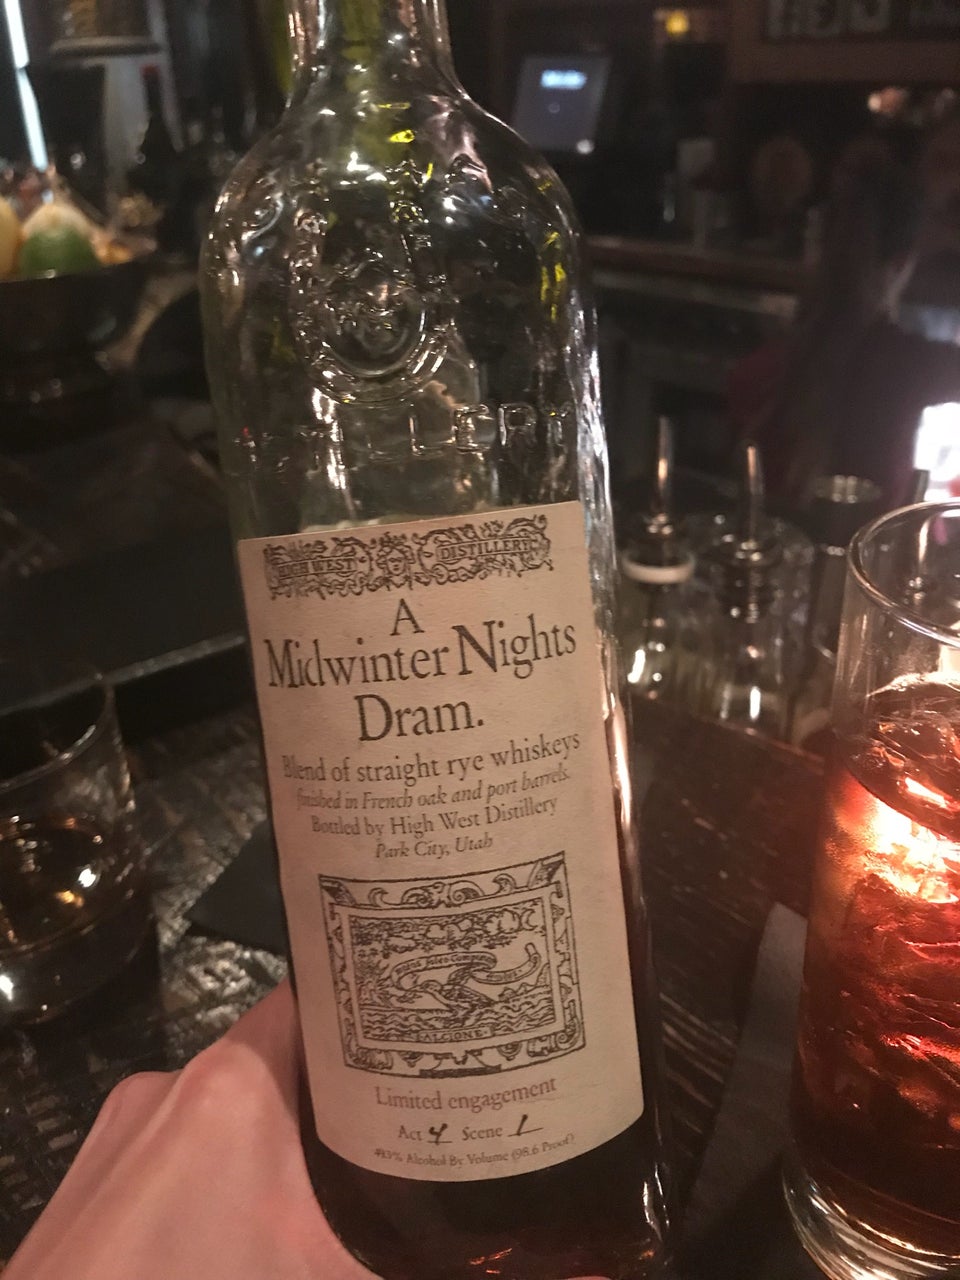 TILLERY
HIGH WEST DISTILLERY
A
Midwinter Nights
Dram.
Blend of straight rye whiskeys
finished in French oak and port barrels.
Bottled by High West Distillery
Park City, Utah
ALCIONE
Limited engagement
Act 4 Scene 1
49.3% Alcohol By Volume (98.6 Proof)